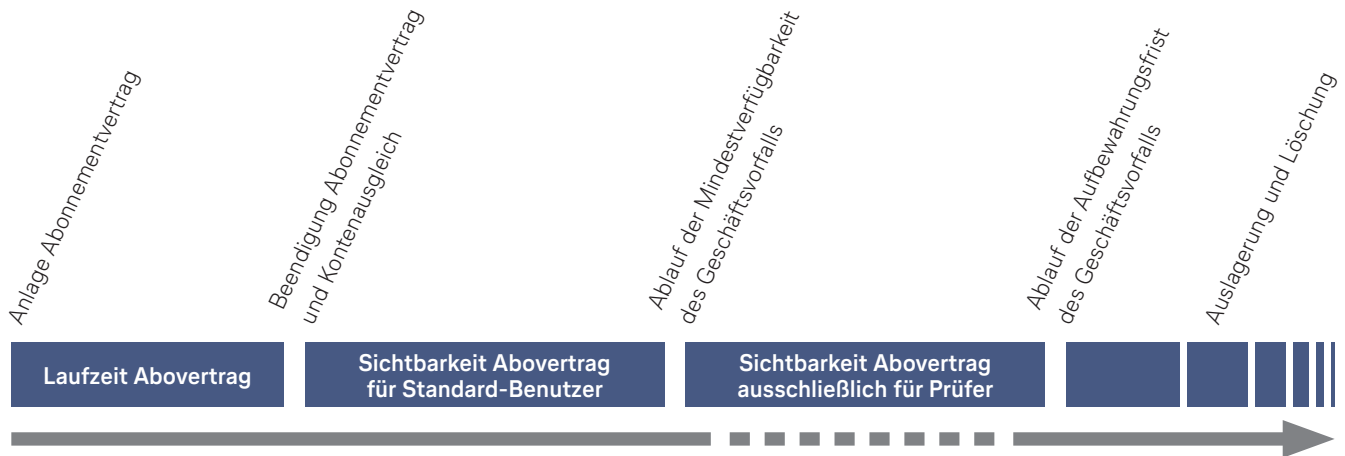 Anlage Abonnementvertrag
Beendigung Abonnementvertrag
und Kontenausgleich
Ablauf der Mindestverfügbarkeit
des Geschäftsvorfalls
Ablauf der Aufbewahrungsfrist
des Geschäftsvorfalls
Auslagerung und Löschung
Laufzeit Abovertrag
Sichtbarkeit Abovertrag
für Standard-Benutzer
Sichtbarkeit Abovertrag
ausschließlich für Prüfer